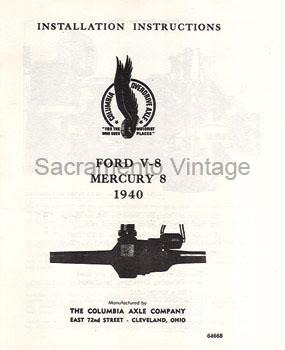 INSTALLATION INSTRUCTIONS
COLUMBIA OVERDRIVE AXLE
"FOR THE MOTORIST
WHO GOES PLACES"
FORD V-8
Sacramento Vintage
MERCURY 8
1940
Manufactured by
THE COLUMBIA AXLE COMPANY
EAST 72nd STREET - CLEVELAND, OHIO
64668